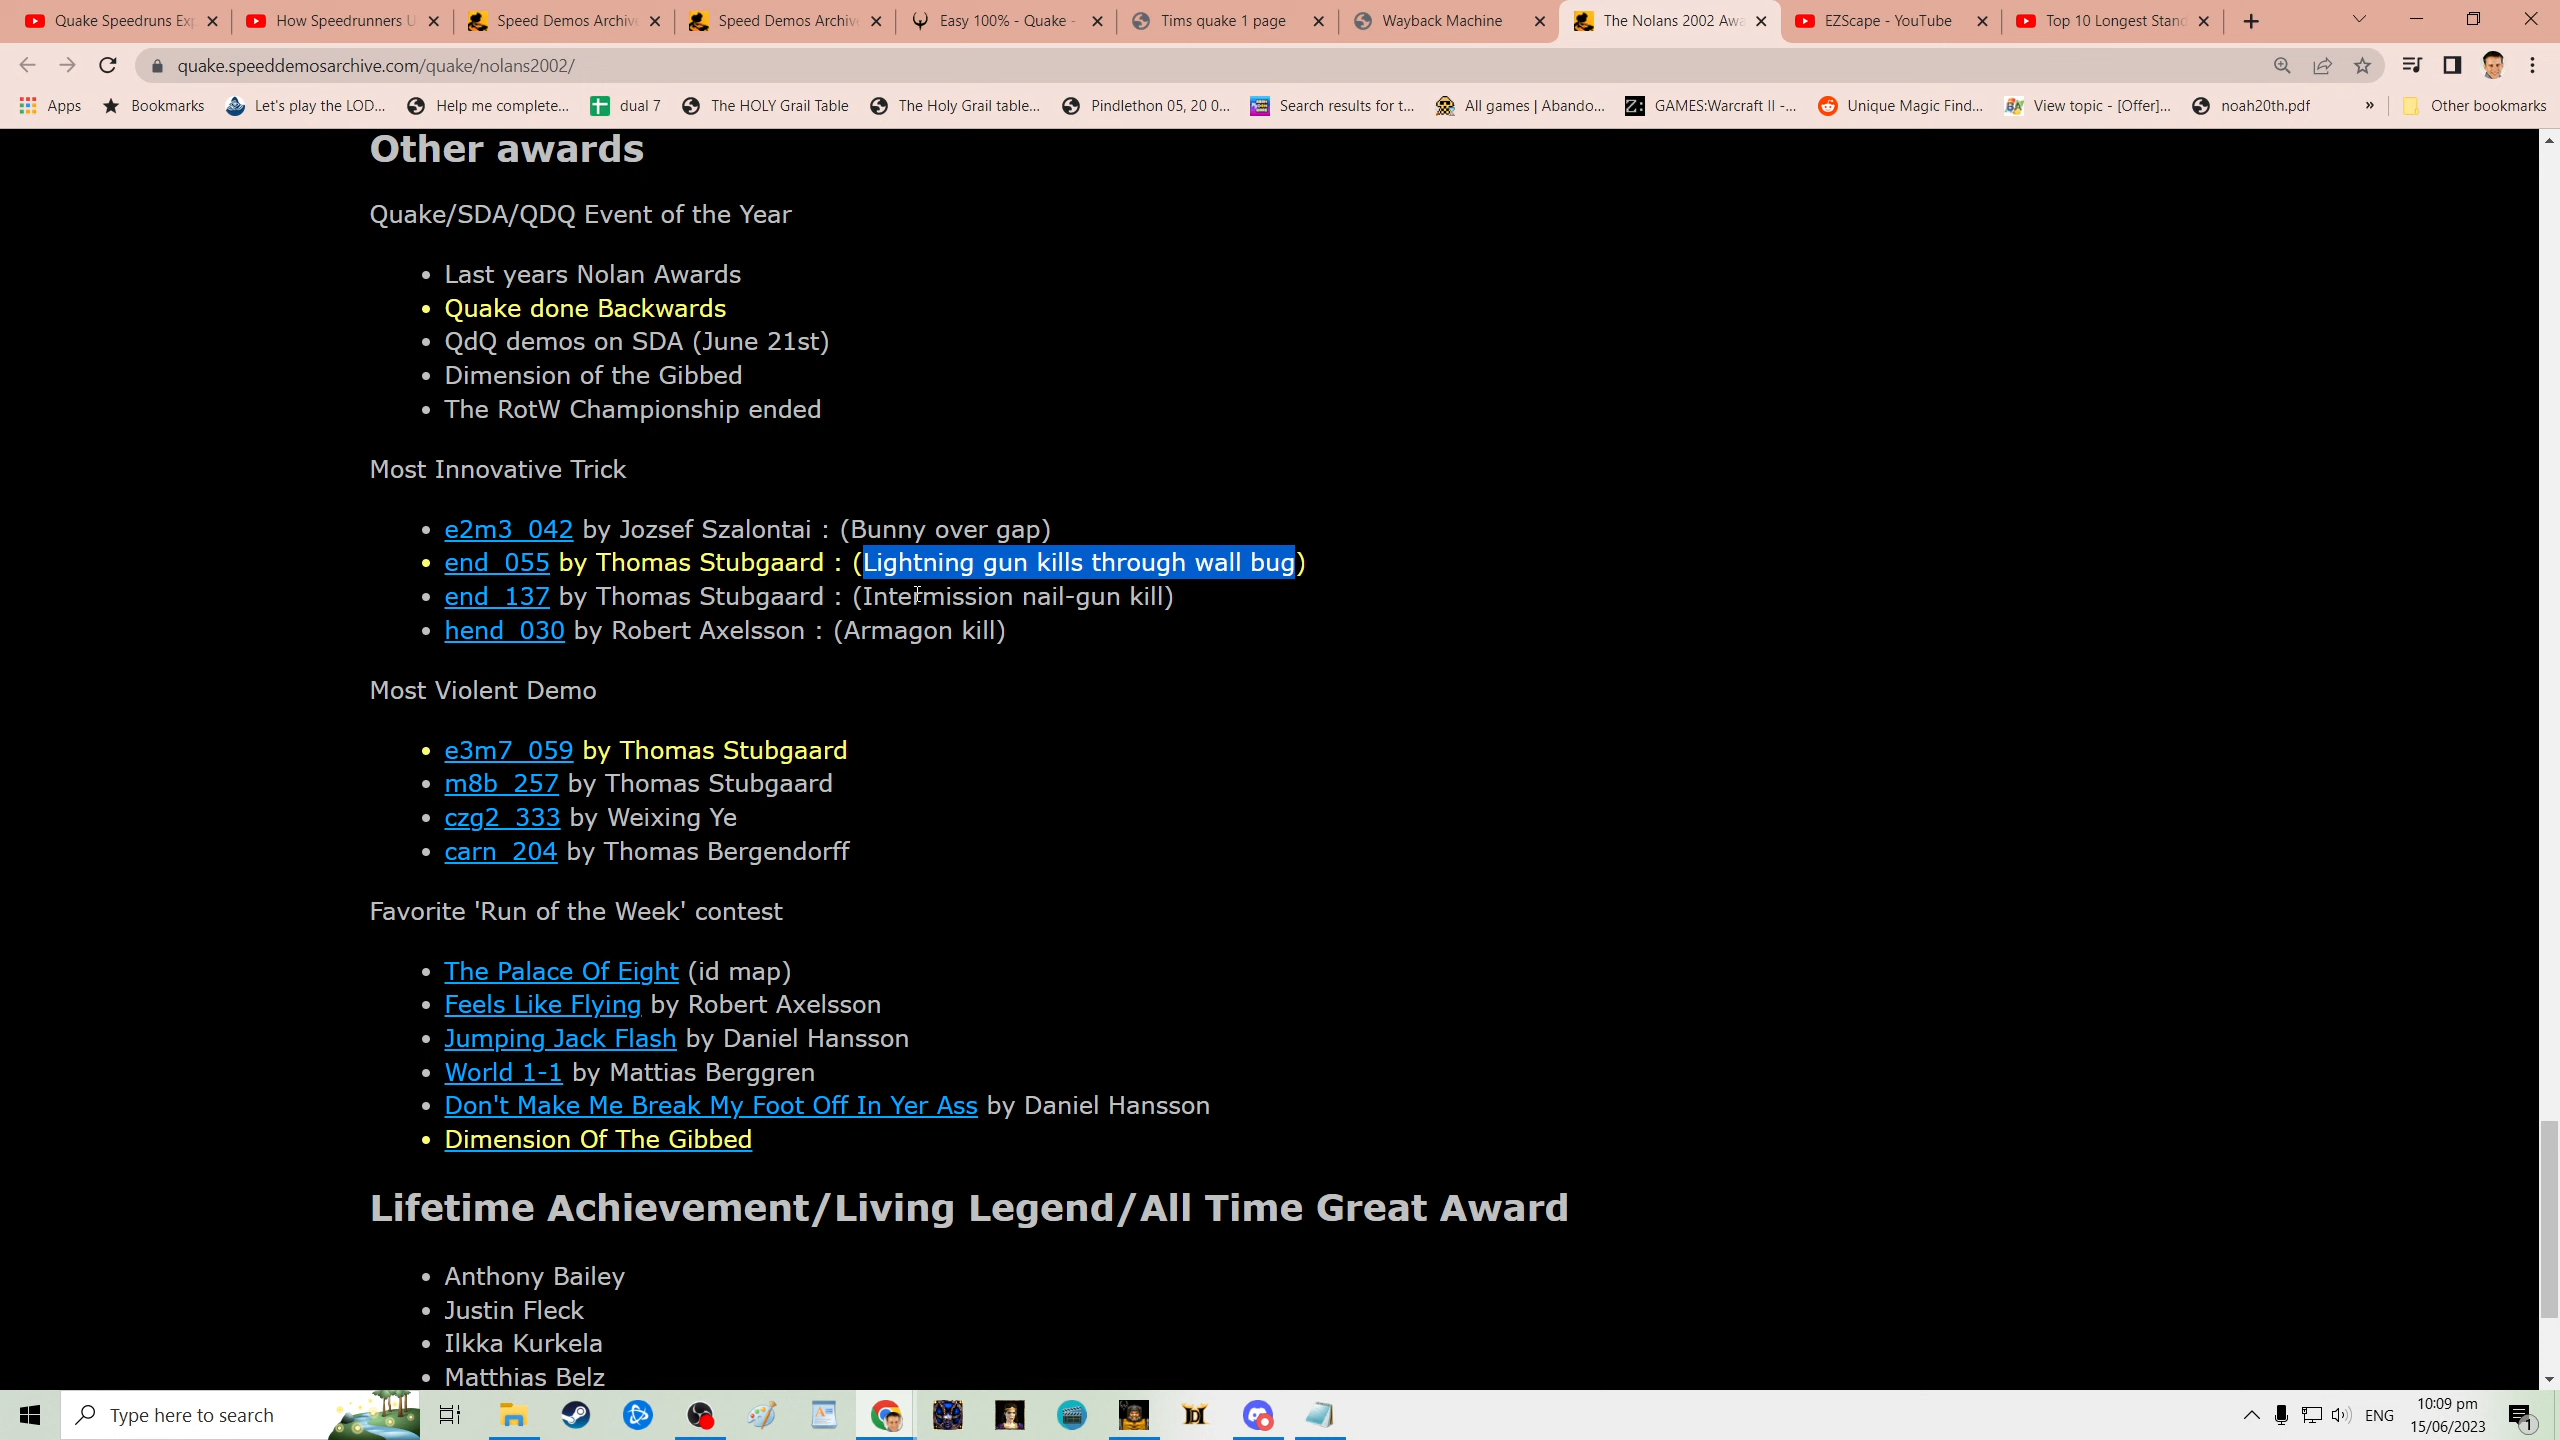 Quake Speedruns Exp
How Speedrunners U
Speed Demos Archive
Speed Demos Archive
Easy 100% - Quake -
Tims quake 1 page
Wayback Machine
The Nolans 2002 Awa
EZScape - YouTube
Top 10 Longest Stand
quake.speeddemosarchive.com/quake/nolans2002/
Apps
Bookmarks
Let's play the LOD...
Help me complete...
dual 7
The HOLY Grail Table
The Holy Grail table...
Pindlethon 05, 20 0...
Search results for t...
All games | Abando...
GAMES:Warcraft II -...
Unique Magic Find...
View topic - [Offer]...
noah20th.pdf
»
Other bookmarks
Other awards
Quake/SDA/QDQ Event of the Year
• Last years Nolan Awards
• Quake done Backwards
• QdQ demos on SDA (June 21st)
• Dimension of the Gibbed
• The RotW Championship ended
Most Innovative Trick
• e2m3_042 by Jozsef Szalontai : (Bunny over gap)
• end_055 by Thomas Stubgaard : (Lightning gun kills through wall bug)
• end_137 by Thomas Stubgaard : (Intermission nail-gun kill)
• hend_030 by Robert Axelsson : (Armagon kill)
Most Violent Demo
• e3m7_059 by Thomas Stubgaard
• m8b_257 by Thomas Stubgaard
• czg2_333 by Weixing Ye
• carn_204 by Thomas Bergendorff
Favorite 'Run of the Week' contest
• The Palace Of Eight (id map)
• Feels Like Flying by Robert Axelsson
• Jumping Jack Flash by Daniel Hansson
• World 1-1 by Mattias Berggren
• Don't Make Me Break My Foot Off In Yer Ass by Daniel Hansson
• Dimension Of The Gibbed
Lifetime Achievement/Living Legend/All Time Great Award
• Anthony Bailey
• Justin Fleck
• Ilkka Kurkela
• Matthias Belz
Type here to search
ENG
10:09 pm
15/06/2023
1